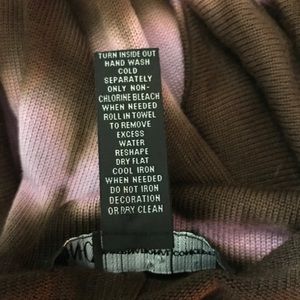 TURN INSIDE OUT
HAND WASH
COLD
SEPARATELY
ONLY NON-
CHLORINE BLEACH
WHEN NEEDED
ROLL IN TOWEL
TO REMOVE
EXCESS
WATER
RESHAPE
DRY FLAT
COOL IRON
WHEN NEEDED
DO NOT IRON
DECORATION
OR DRY CLEAN